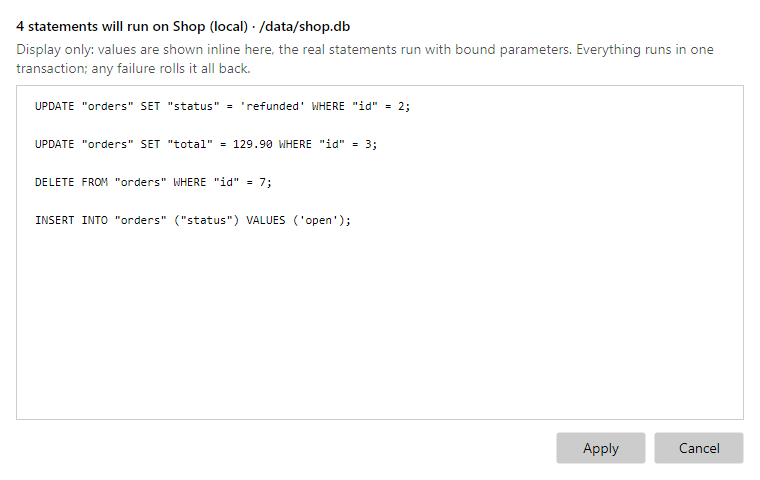 4 statements will run on Shop (local) · /data/shop.db
Display only: values are shown inline here, the real statements run with bound parameters. Everything runs in one
transaction; any failure rolls it all back.
UPDATE "orders" SET "status" = 'refunded' WHERE "id" = 2;
UPDATE "orders" SET "total" = 129.90 WHERE "id" = 3;
DELETE FROM "orders" WHERE "id" = 7;
INSERT INTO "orders" ("status") VALUES ('open');
Apply
Cancel